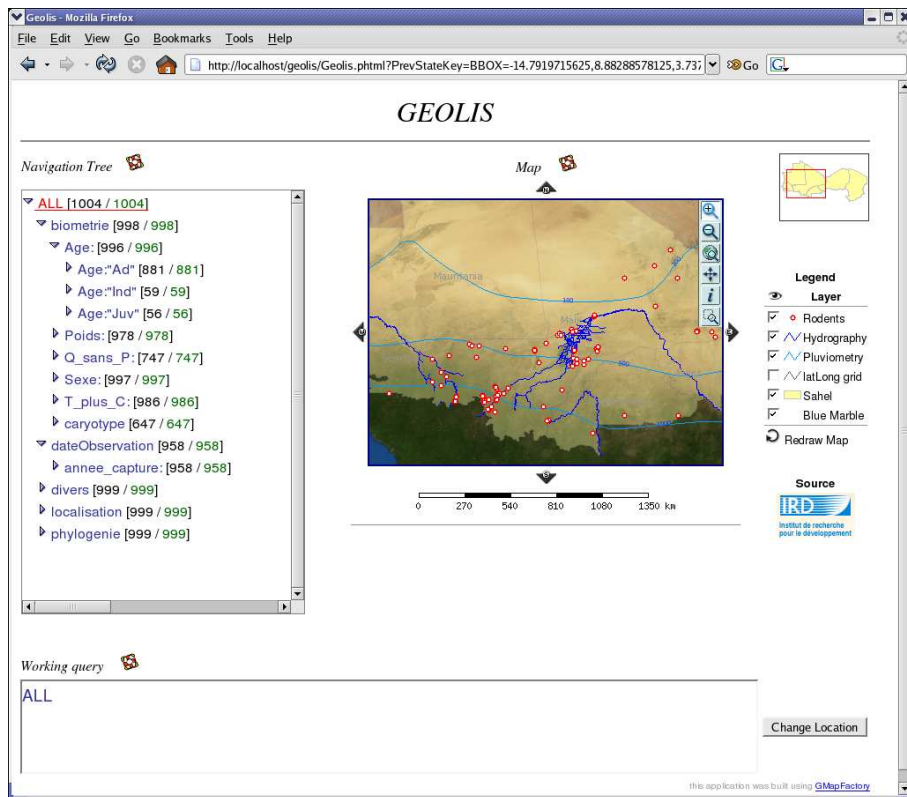 Geolis - Mozilla Firefox
File Edit View Go Bookmarks Tools Help
http://localhost/geolis/Geolis.phtml?PrevStateKey=BBOX=-14.7919715625,8.88288578125,3.737
Go
GEOLIS
Navigation Tree
ALL [1004 / 1004]
biometrie [998 / 998]
Age: [996 / 996]
Age:"Ad" [881 / 881]
Age:"Ind" [59 / 59]
Age:"Juv" [56 / 56]
Poids: [978 / 978]
Q_sans_P: [747 / 747]
Sexe: [997 / 997]
T_plus_C: [986 / 986]
caryotype [647 / 647]
dateObservation [958 / 958]
annee_capture: [958 / 958]
divers [999 / 999]
localisation [999 / 999]
phylogenie [999 / 999]
Map
N
Mauritania
Mali
0 270 540 810 1080 1350 km
Legend
Layer
Rodents
Hydrography
Pluviometry
latLong grid
Sahel
Blue Marble
Redraw Map
Source
IRD
Institut de recherche
pour le développement
Working query
ALL
Change Location
this application was built using GMapFactory